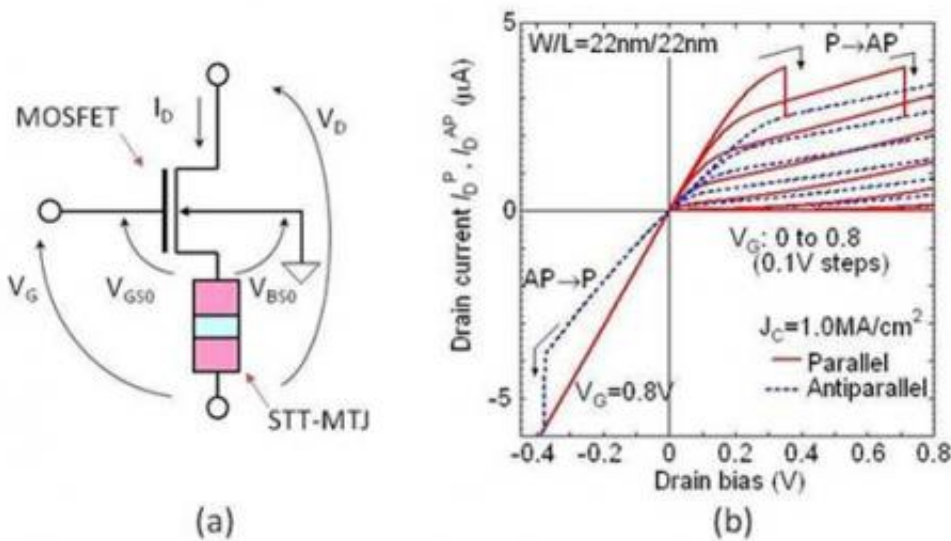 (a)
MOSFET
I_D
V_D
V_G
V_GS0
V_BS0
STT-MTJ
(b)
W/L=22nm/22nm
P→AP
Drain current I_D^P, I_D^AP (μA)
5
0
-5
AP→P
V_G: 0 to 0.8
(0.1V steps)
J_C=1.0MA/cm²
Parallel
Antiparallel
V_G=0.8V
-0.4 -0.2 0 0.2 0.4 0.6 0.8
Drain bias (V)